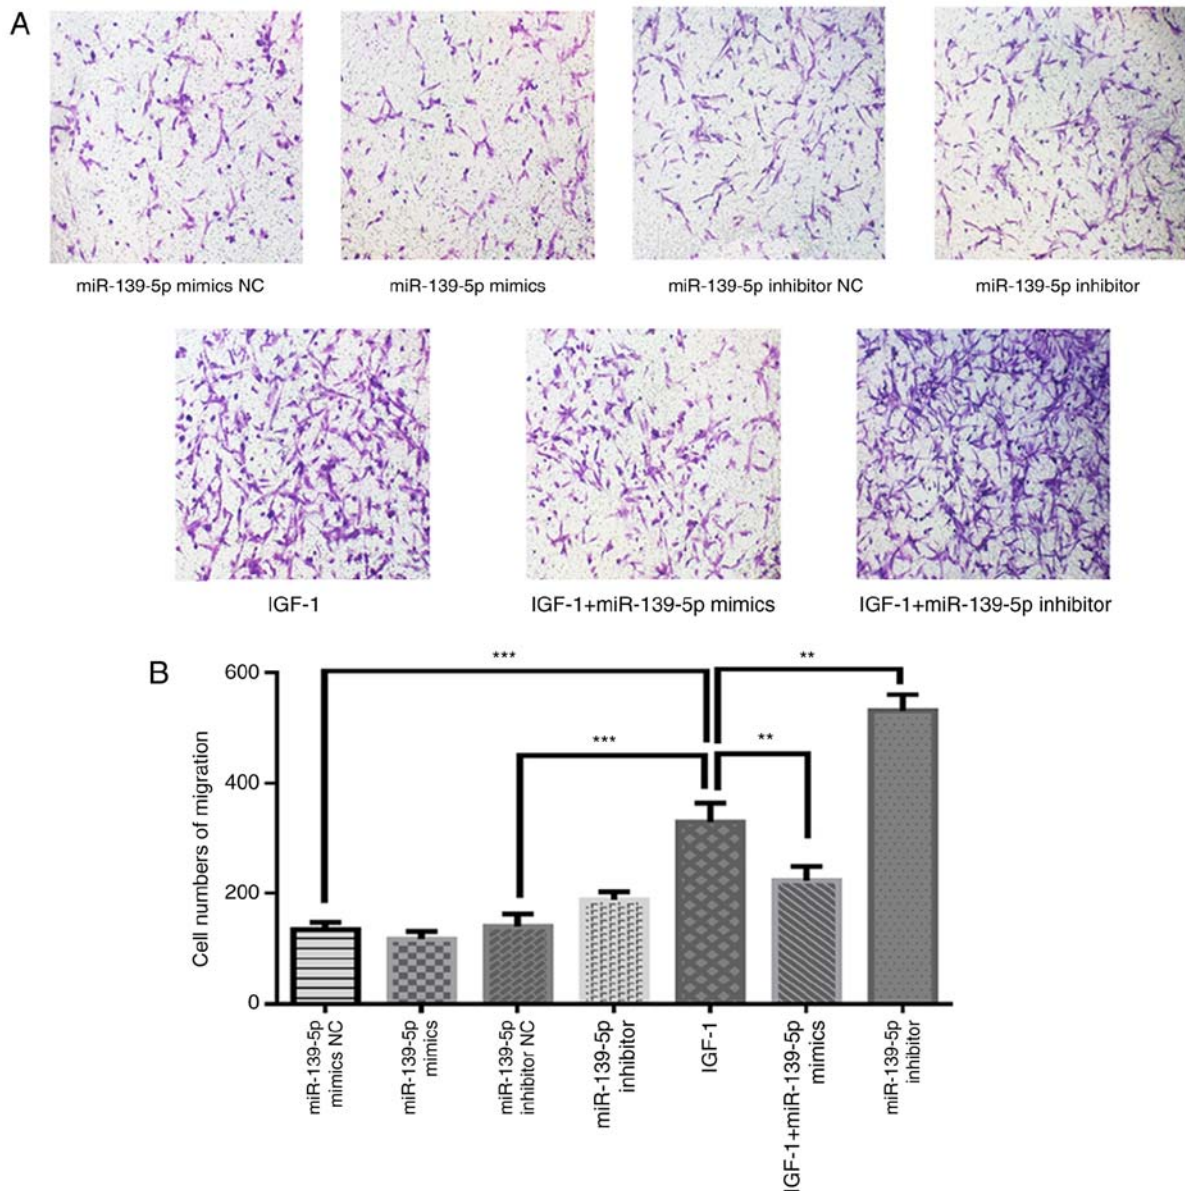 A
miR-139-5p mimics NC
miR-139-5p mimics
miR-139-5p inhibitor NC
miR-139-5p inhibitor
IGF-1
IGF-1+miR-139-5p mimics
IGF-1+miR-139-5p inhibitor
B
Cell numbers of migration
600
400
200
0
***
**
***
**
miR-139-5p
mimics NC
miR-139-5p
mimics
miR-139-5p
inhibitor NC
miR-139-5p
inhibitor
IGF-1
IGF-1+miR-139-5p
mimics
miR-139-5p
inhibitor